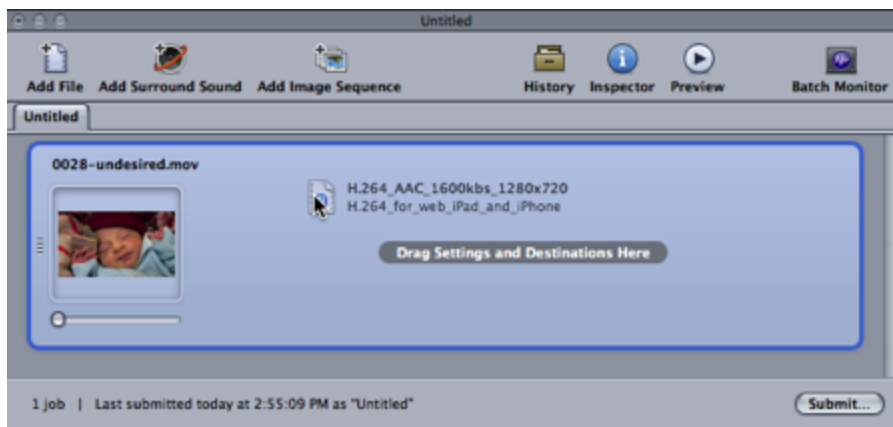 Untitled
Add File Add Surround Sound Add Image Sequence History Inspector Preview Batch Monitor
Untitled
0028-undesired.mov
H.264_AAC_1600kbs_1280x720
H.264_for_web_iPad_and_iPhone
Drag Settings and Destinations Here
1 job | Last submitted today at 2:55:09 PM as "Untitled"
Submit...